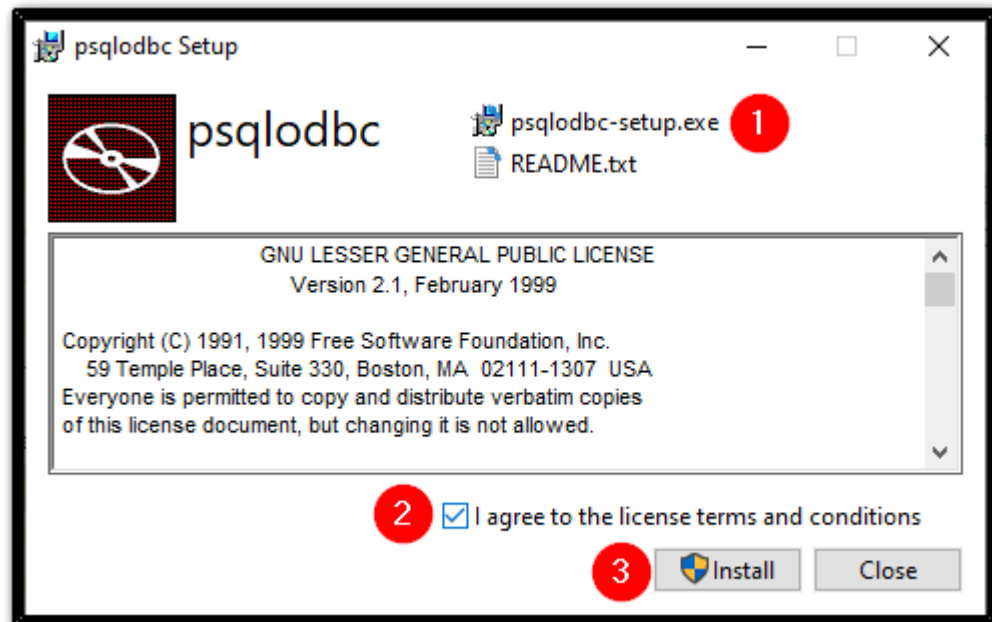 psqlodbc Setup
psqlodbc
psqlodbc-setup.exe 1
README.txt
GNU LESSER GENERAL PUBLIC LICENSE
Version 2.1, February 1999
Copyright (C) 1991, 1999 Free Software Foundation, Inc.
59 Temple Place, Suite 330, Boston, MA 02111-1307 USA
Everyone is permitted to copy and distribute verbatim copies
of this license document, but changing it is not allowed.
2 I agree to the license terms and conditions
3 Install Close